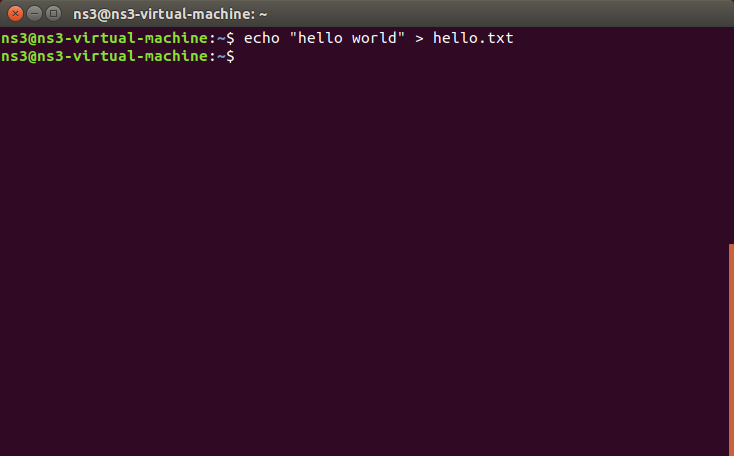 ns3@ns3-virtual-machine: ~
ns3@ns3-virtual-machine:~$ echo "hello world" > hello.txt
ns3@ns3-virtual-machine:~$